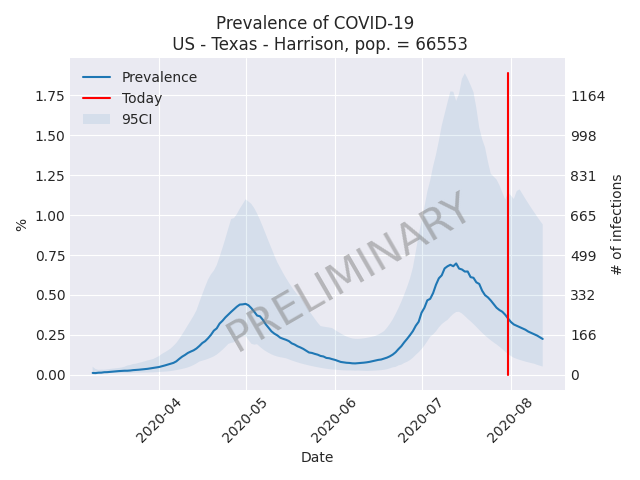 Prevalence of COVID-19
US - Texas - Harrison, pop. = 66553
Prevalence
Today
95CI
1.75
1.50
1.25
1.00
0.75
0.50
0.25
0.00
%
1164
998
831
665
499
332
166
0
# of infections
PRELIMINARY
2020-04
2020-05
2020-06
2020-07
2020-08
Date